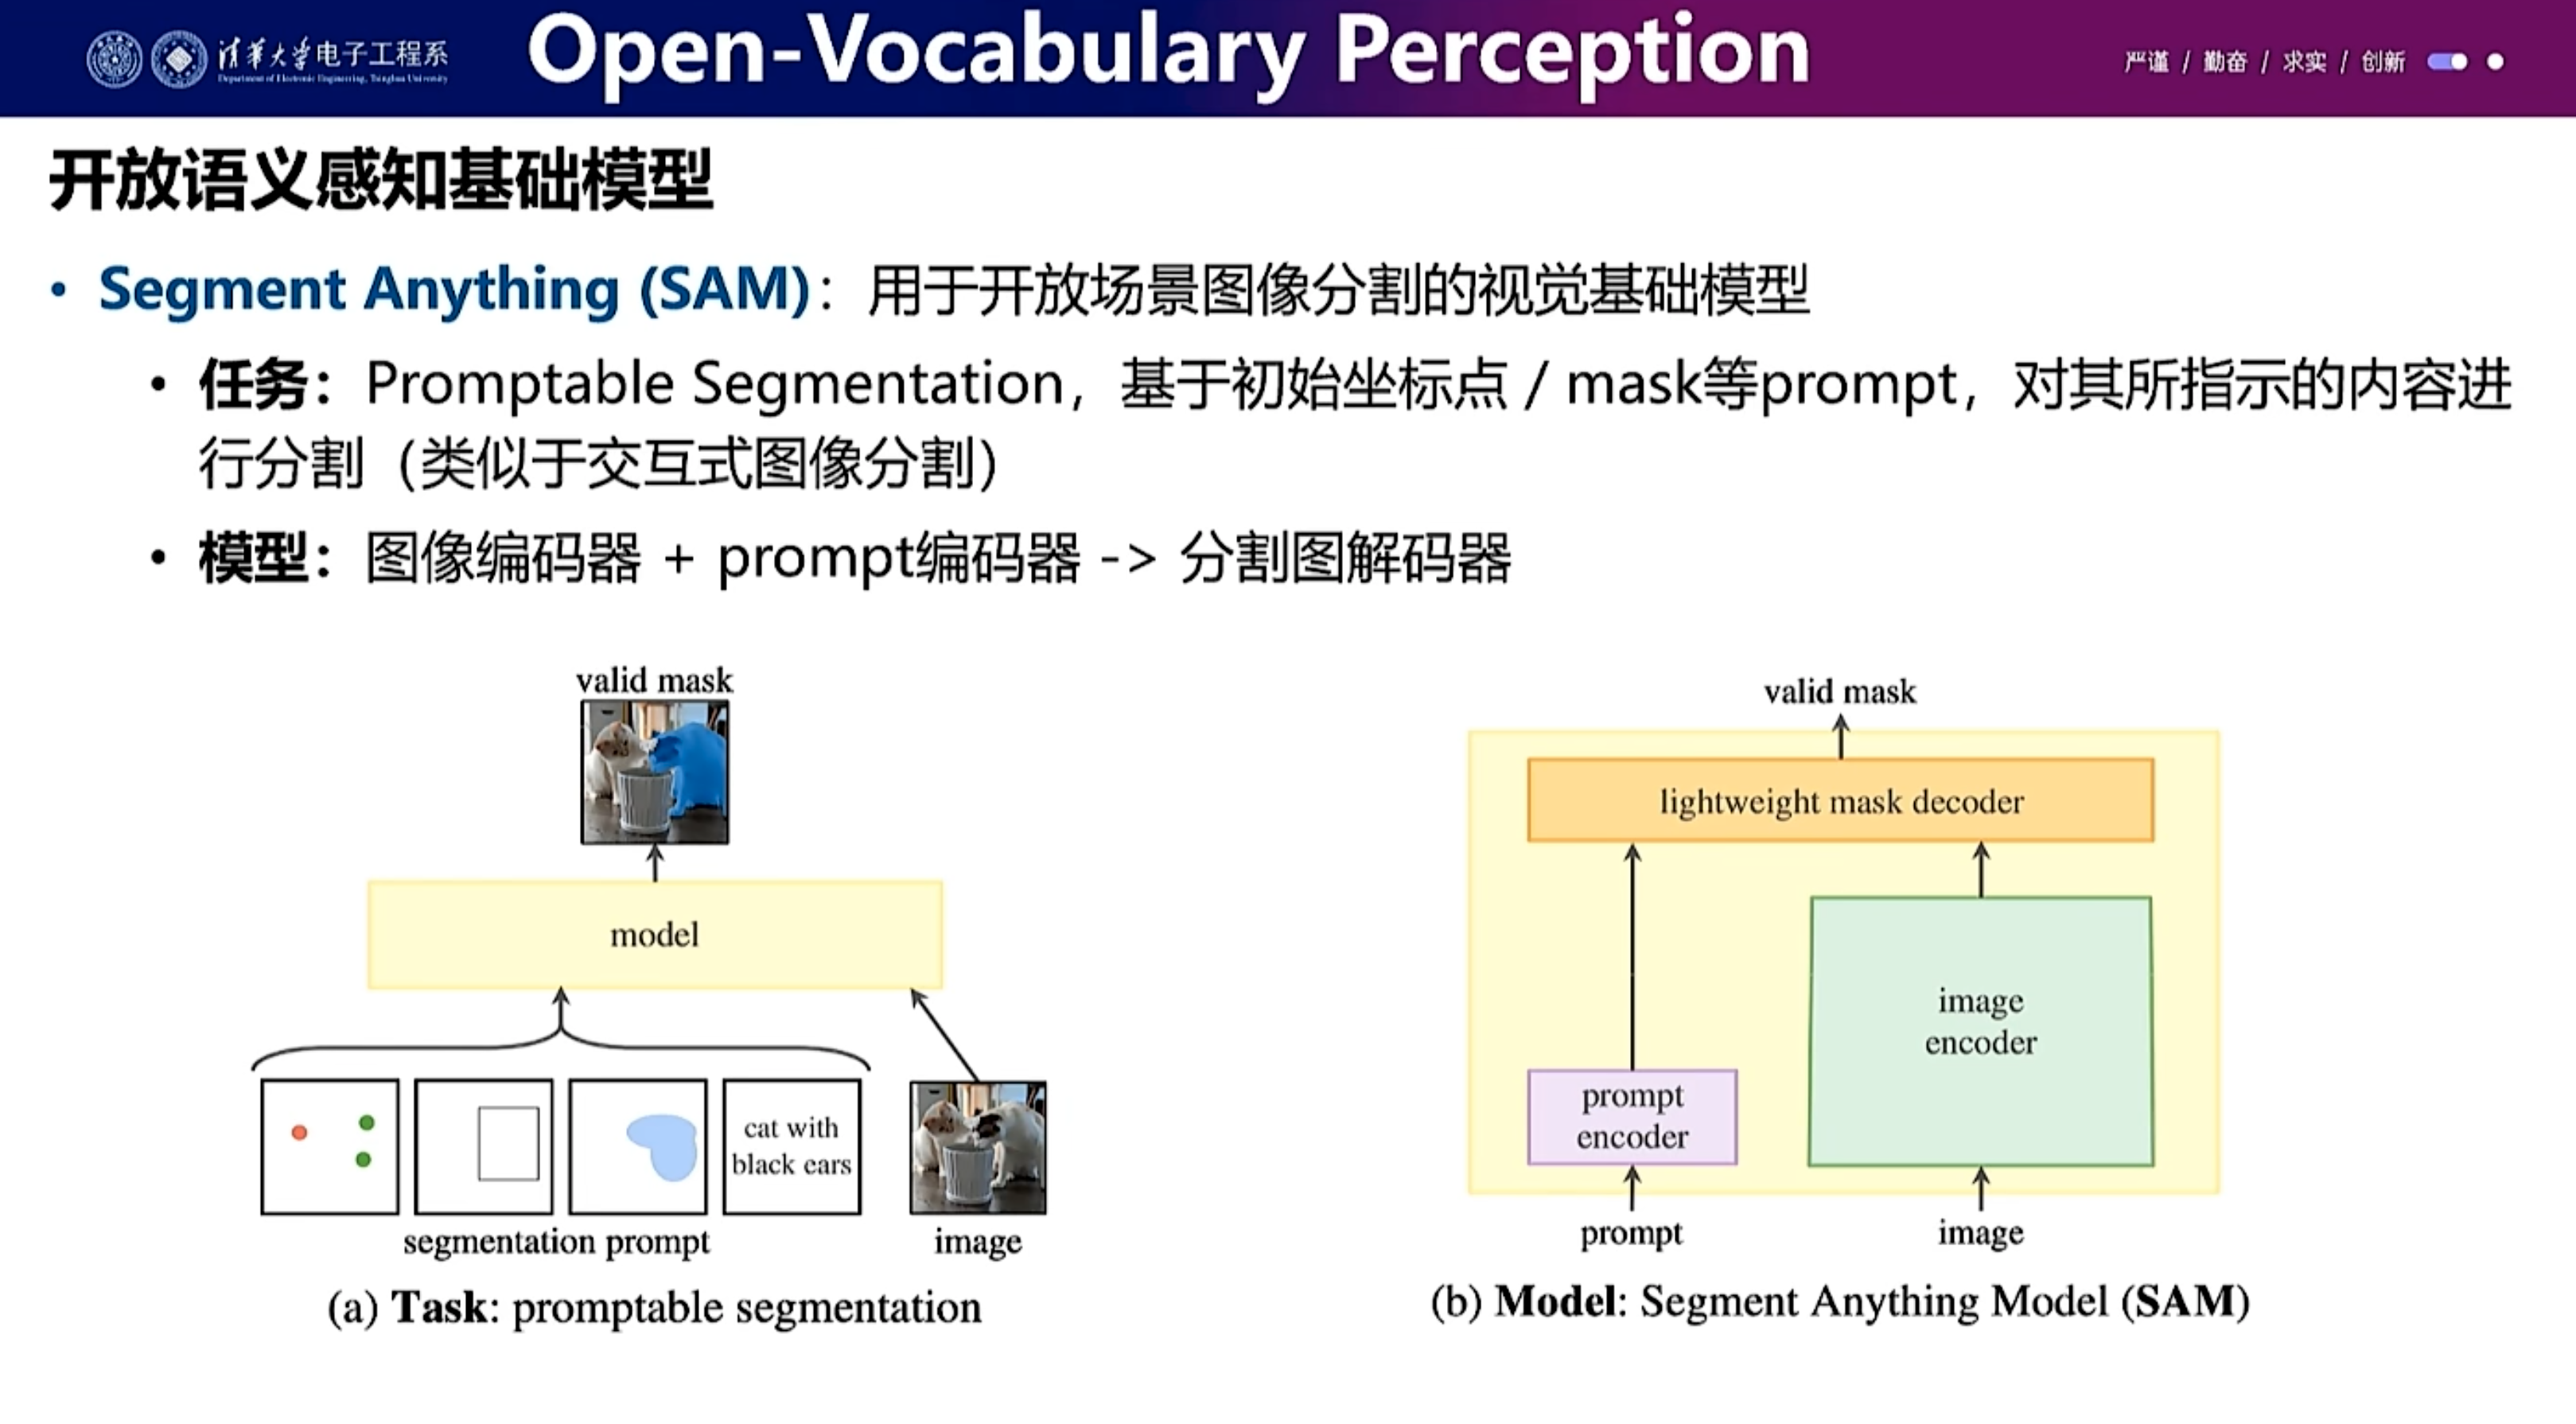 清华大学电子工程系
Department of Electronic Engineering, Tsinghua University
Open-Vocabulary Perception
严谨 / 勤奋 / 求实 / 创新
开放语义感知基础模型
• Segment Anything (SAM)：用于开放场景图像分割的视觉基础模型
• 任务：Promptable Segmentation，基于初始坐标点 / mask等prompt，对其所指示的内容进
行分割（类似于交互式图像分割）
• 模型：图像编码器 + prompt编码器 -> 分割图解码器
valid mask
model
cat with
black ears
segmentation prompt
image
(a) Task: promptable segmentation
valid mask
lightweight mask decoder
image
encoder
prompt
encoder
prompt
image
(b) Model: Segment Anything Model (SAM)